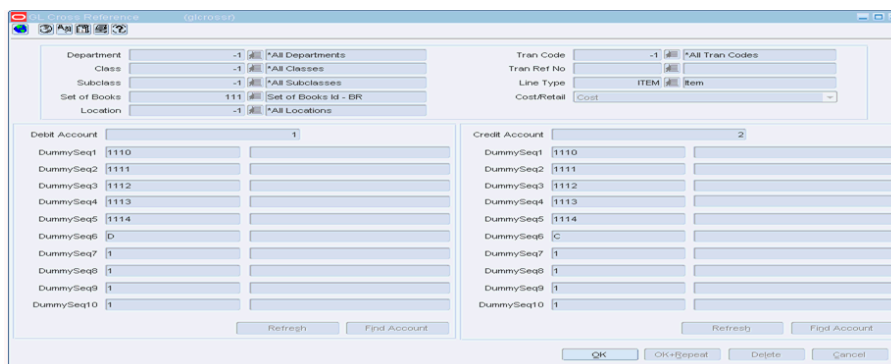 GL Cross Reference (glcrossr)
Department -1 *All Departments Tran Code -1 *All Tran Codes
Class -1 *All Classes Tran Ref No
Subclass -1 *All Subclasses Line Type ITEM Item
Set of Books 111 Set of Books Id - BR Cost/Retail Cost
Location -1 *All Locations
Debit Account 1 Credit Account 2
DummySeq1 1110 DummySeq1 1110
DummySeq2 1111 DummySeq2 1111
DummySeq3 1112 DummySeq3 1112
DummySeq4 1113 DummySeq4 1113
DummySeq5 1114 DummySeq5 1114
DummySeq6 D DummySeq6 C
DummySeq7 1 DummySeq7 1
DummySeq8 1 DummySeq8 1
DummySeq9 1 DummySeq9 1
DummySeq10 1 DummySeq10 1
Refresh Find Account Refresh Find Account
OK OK+Repeat Delete Cancel